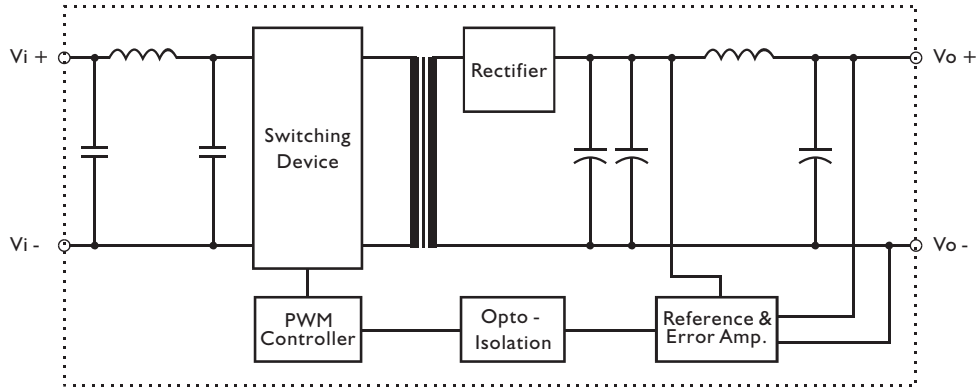 Vi +
Rectifier
Vo +
Switching
Device
Vi -
Vo -
PWM
Controller
Opto -
Isolation
Reference &
Error Amp.